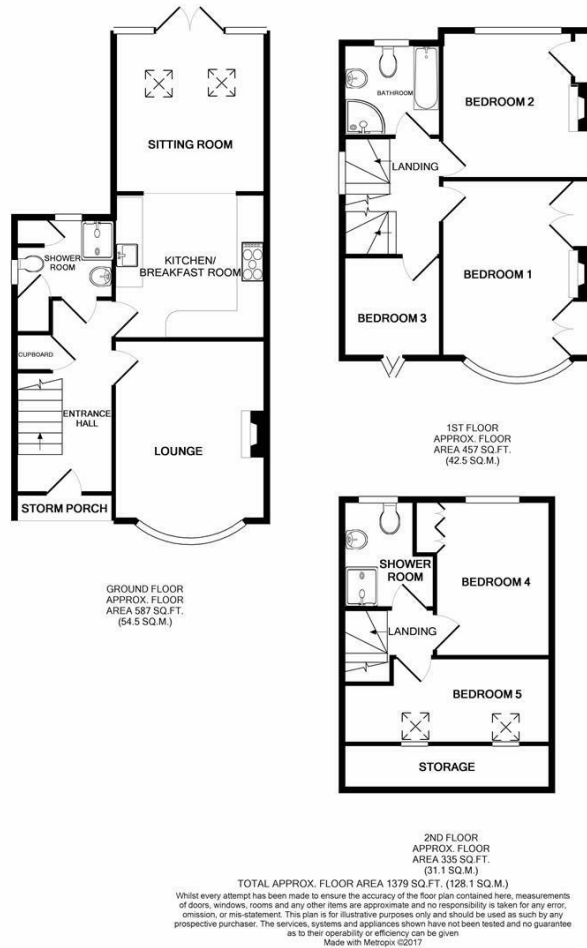 SITTING ROOM
SHOWER
ROOM
KITCHEN/
BREAKFAST ROOM
CUPBOARD
ENTRANCE
HALL
LOUNGE
STORM PORCH
GROUND FLOOR
APPROX. FLOOR
AREA 587 SQ.FT.
(54.5 SQ.M.)
BATHROOM
BEDROOM 2
LANDING
BEDROOM 1
BEDROOM 3
1ST FLOOR
APPROX. FLOOR
AREA 457 SQ.FT.
(42.5 SQ.M.)
SHOWER
ROOM
BEDROOM 4
LANDING
BEDROOM 5
STORAGE
2ND FLOOR
APPROX. FLOOR
AREA 335 SQ.FT.
(31.1 SQ.M.)
TOTAL APPROX. FLOOR AREA 1379 SQ.FT. (128.1 SQ.M.)
Whilst every attempt has been made to ensure the accuracy of the floor plan contained here, measurements
of doors, windows, rooms and any other items are approximate and no responsibility is taken for any error,
omission, or mis-statement. This plan is for illustrative purposes only and should be used as such by any
prospective purchaser. The services, systems and appliances shown have not been tested and no guarantee
as to their operability or efficiency can be given
Made with Metropix ©2017